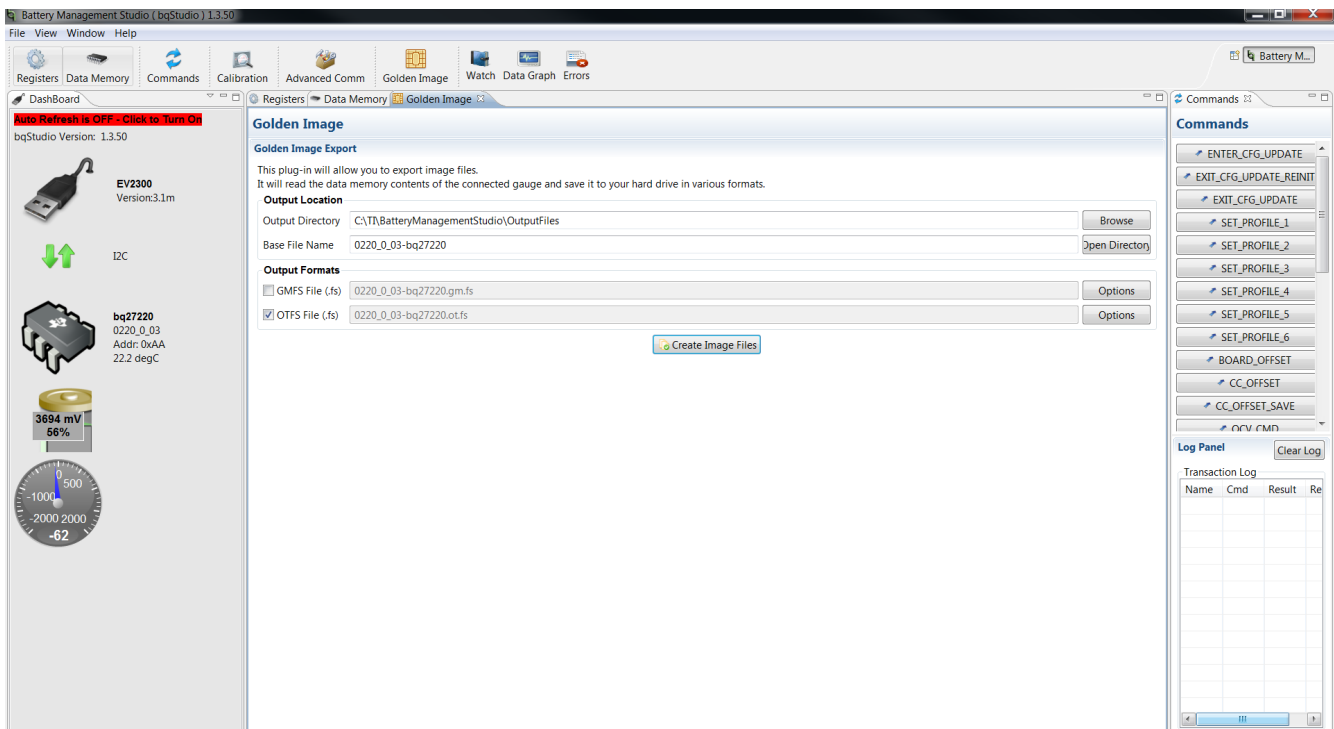 Battery Management Studio ( bqStudio ) 1.3.50
File View Window Help
Registers Data Memory Commands Calibration Advanced Comm Golden Image Watch Data Graph Errors
Battery M...
DashBoard
Auto Refresh is OFF - Click to Turn On
bqStudio Version: 1.3.50
EV2300
Version:3.1m
I2C
bq27220
0220_0_03
Addr: 0xAA
22.2 degC
3694 mV
56%
0
500
-1000
-2000 2000
-62
Registers Data Memory Golden Image
Golden Image
Golden Image Export
This plug-in will allow you to export image files.
It will read the data memory contents of the connected gauge and save it to your hard drive in various formats.
Output Location
Output Directory C:\TI\BatteryManagementStudio\OutputFiles Browse
Base File Name 0220_0_03-bq27220 Open Directory
Output Formats
GMFS File (.fs) 0220_0_03-bq27220.gm.fs Options
OTFS File (.fs) 0220_0_03-bq27220.ot.fs Options
Create Image Files
Commands
Commands
ENTER_CFG_UPDATE
EXIT_CFG_UPDATE_REINIT
EXIT_CFG_UPDATE
SET_PROFILE_1
SET_PROFILE_2
SET_PROFILE_3
SET_PROFILE_4
SET_PROFILE_5
SET_PROFILE_6
BOARD_OFFSET
CC_OFFSET
CC_OFFSET_SAVE
OCV_CMD
Log Panel Clear Log
Transaction Log
Name Cmd Result Re